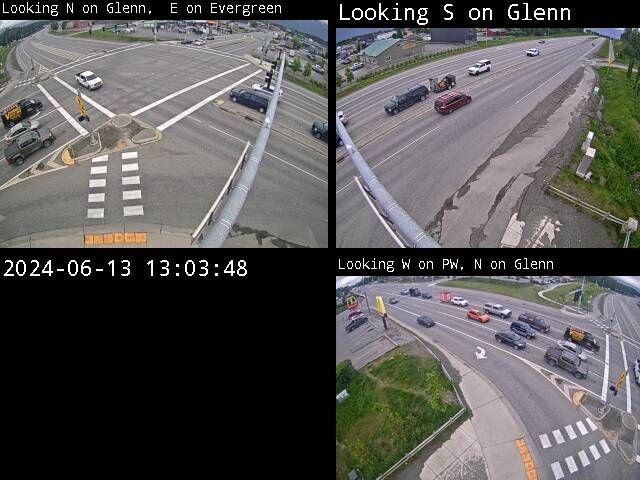 Looking N on Glenn,  E on Evergreen
Looking S on Glenn
2024-06-13 13:03:48
Looking W on PW, N on Glenn